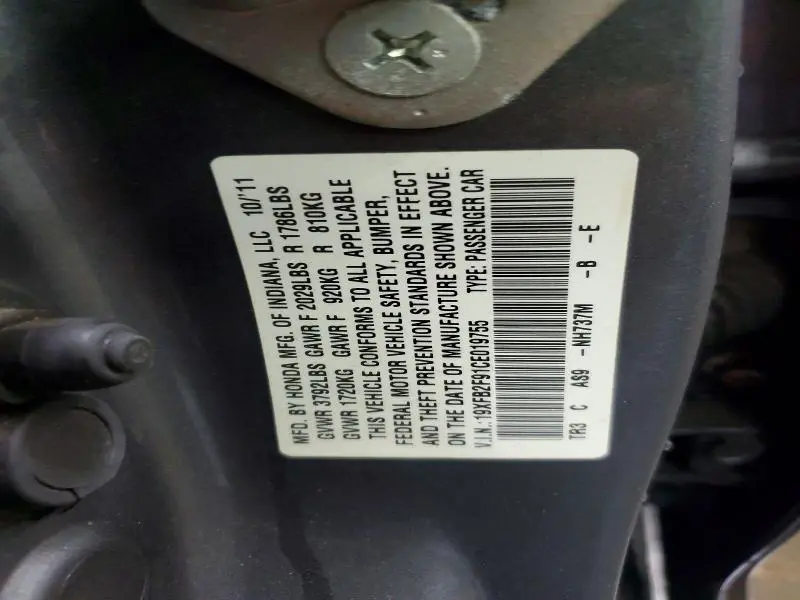 MFD. BY HONDA MFG. OF INDIANA, LLC 10/'11
GVWR 3792LBS GAWR F 2029LBS R 1786LBS
GVWR 1720KG GAWR F 920KG R 810KG
THIS VEHICLE CONFORMS TO ALL APPLICABLE
FEDERAL MOTOR VEHICLE SAFETY, BUMPER,
AND THEFT PREVENTION STANDARDS IN EFFECT
ON THE DATE OF MANUFACTURE SHOWN ABOVE.
V.I.N.: 19XFB2F91CE019755 TYPE: PASSENGER CAR
TR3 C AS9 -NH737M -B -E